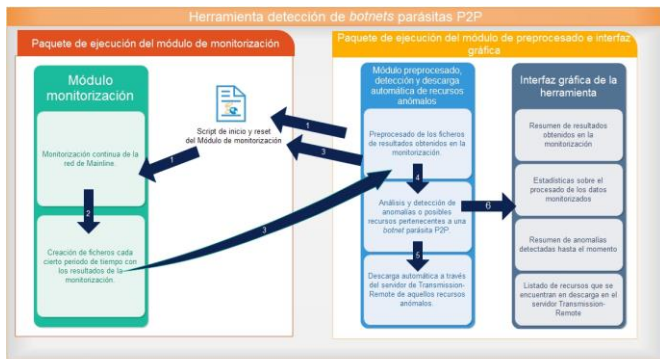 Herramienta detección de botnets parásitas P2P
Paquete de ejecución del módulo de monitorización
Módulo
monitorización
Monitorización continua de la
red de Mainline.
2
Creación de ficheros cada
cierto periodo de tiempo con
los resultados de la
monitorización.
Script de inicio y reset
del Módulo de monitorización
1
1
3
3
Paquete de ejecución del módulo de preprocesado e interfaz
gráfica
Módulo preprocesado,
detección y descarga
automática de recursos
anómalos
Preprocesado de los ficheros
de resultados obtenidos en la
monitorización.
4
Análisis y detección de
anomalías o posibles
recursos pertenecentes a una
botnet parásita P2P.
5
Descarga automática a través
del servidor de Transmission-
Remote de aquellos recursos
anómalos.
6
Interfaz gráfica de la
herramienta
Resumen de resultados
obtenidos en la
monitorización
Estadísticas sobre el
procesado de los datos
monitorizados
Resumen de anomalías
detectadas hasta el
momento
Listado de recursos que se
encuentran en descarga en el
servidor Transmission-
Remote